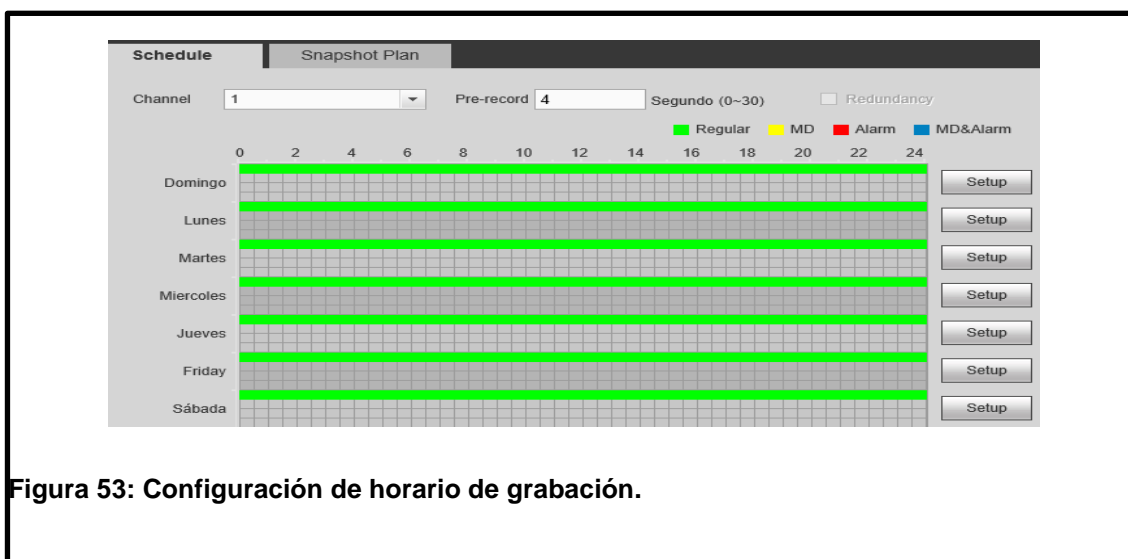 Schedule Snapshot Plan
Channel 1 Pre-record 4 Segundo (0~30) Redundancy
Regular MD Alarm MD&Alarm
0 2 4 6 8 10 12 14 16 18 20 22 24
Domingo Setup
Lunes Setup
Martes Setup
Miercoles Setup
Jueves Setup
Friday Setup
Sábada Setup
Figura 53: Configuración de horario de grabación.